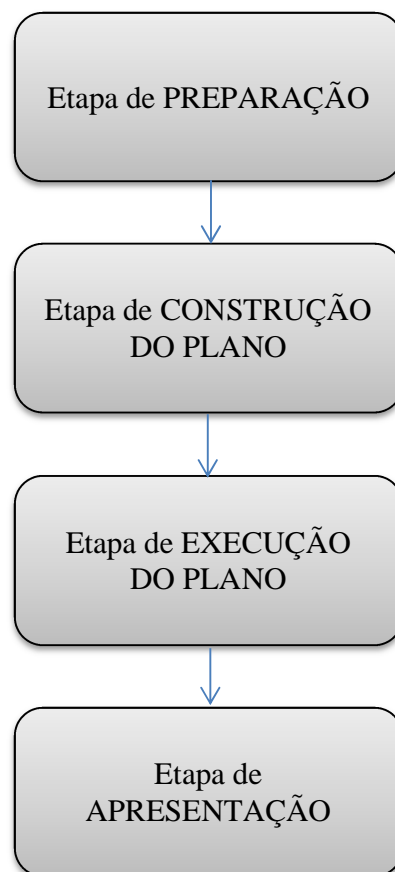 Etapa de PREPARAÇÃO
Etapa de CONSTRUÇÃO
DO PLANO
Etapa de EXECUÇÃO
DO PLANO
Etapa de
APRESENTAÇÃO